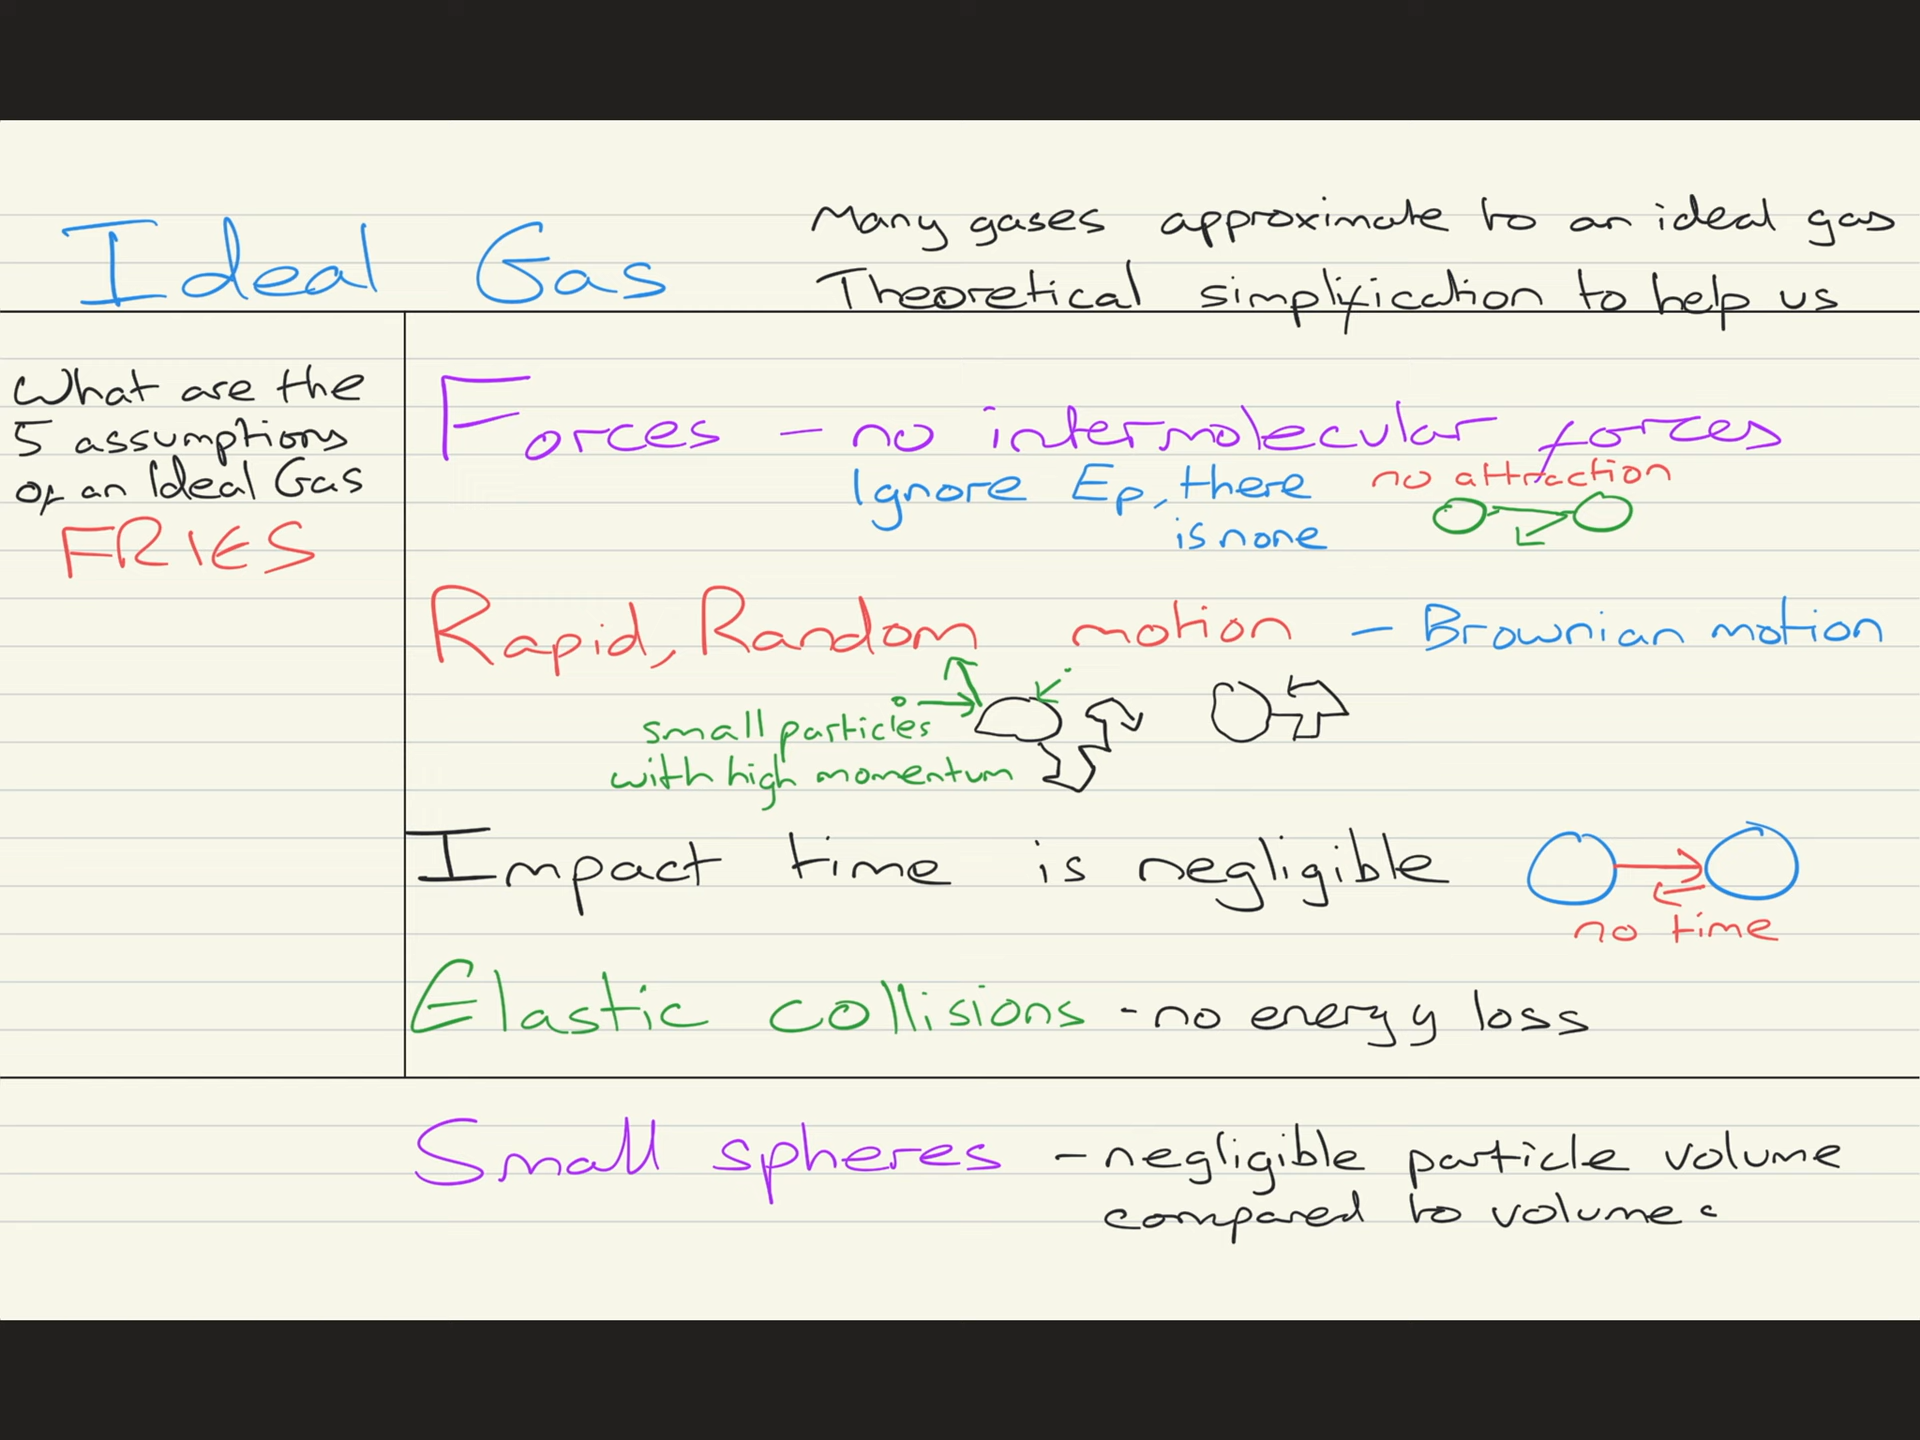 Ideal Gas
Many gases approximate to an ideal gas
Theoretical simplification to help us
What are the
5 assumptions
of an Ideal Gas
FRIES
Forces - no intermolecular forces
Ignore Ep, there
is none
no attraction
Rapid, Random motion - Brownian motion
small particles
with high momentum
Impact time is negligible
no time
Elastic collisions - no energy loss
Small spheres - negligible particle volume
compared to volume